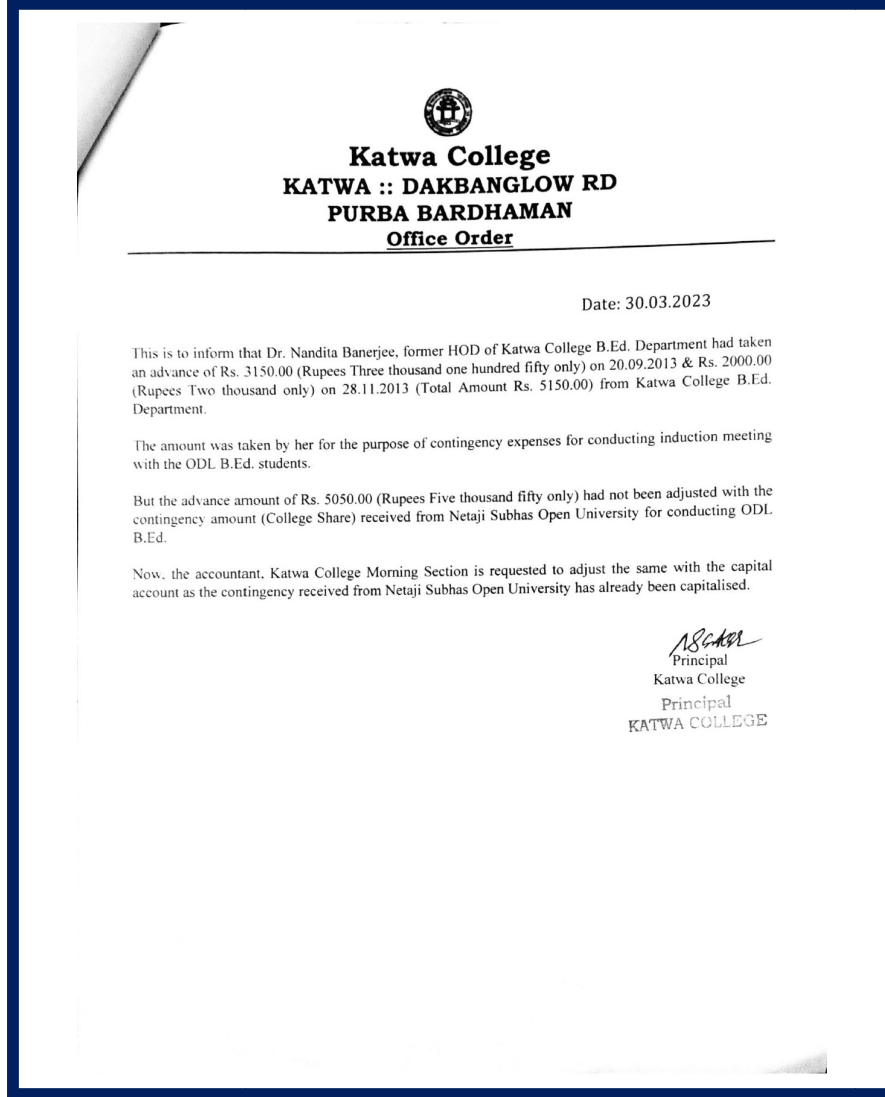 Katwa College
KATWA :: DAKBANGLOW RD
PURBA BARDHAMAN
Office Order
Date: 30.03.2023
This is to inform that Dr. Nandita Banerjee, former HOD of Katwa College B.Ed. Department had taken
an advance of Rs. 3150.00 (Rupees Three thousand one hundred fifty only) on 20.09.2013 & Rs. 2000.00
(Rupees Two thousand only) on 28.11.2013 (Total Amount Rs. 5150.00) from Katwa College B.Ed.
Department.
The amount was taken by her for the purpose of contingency expenses for conducting induction meeting
with the ODL B.Ed. students.
But the advance amount of Rs. 5050.00 (Rupees Five thousand fifty only) had not been adjusted with the
contingency amount (College Share) received from Netaji Subhas Open University for conducting ODL
B.Ed.
Now, the accountant, Katwa College Morning Section is requested to adjust the same with the capital
account as the contingency received from Netaji Subhas Open University has already been capitalised.
Principal
Katwa College
Principal
KATWA COLLEGE